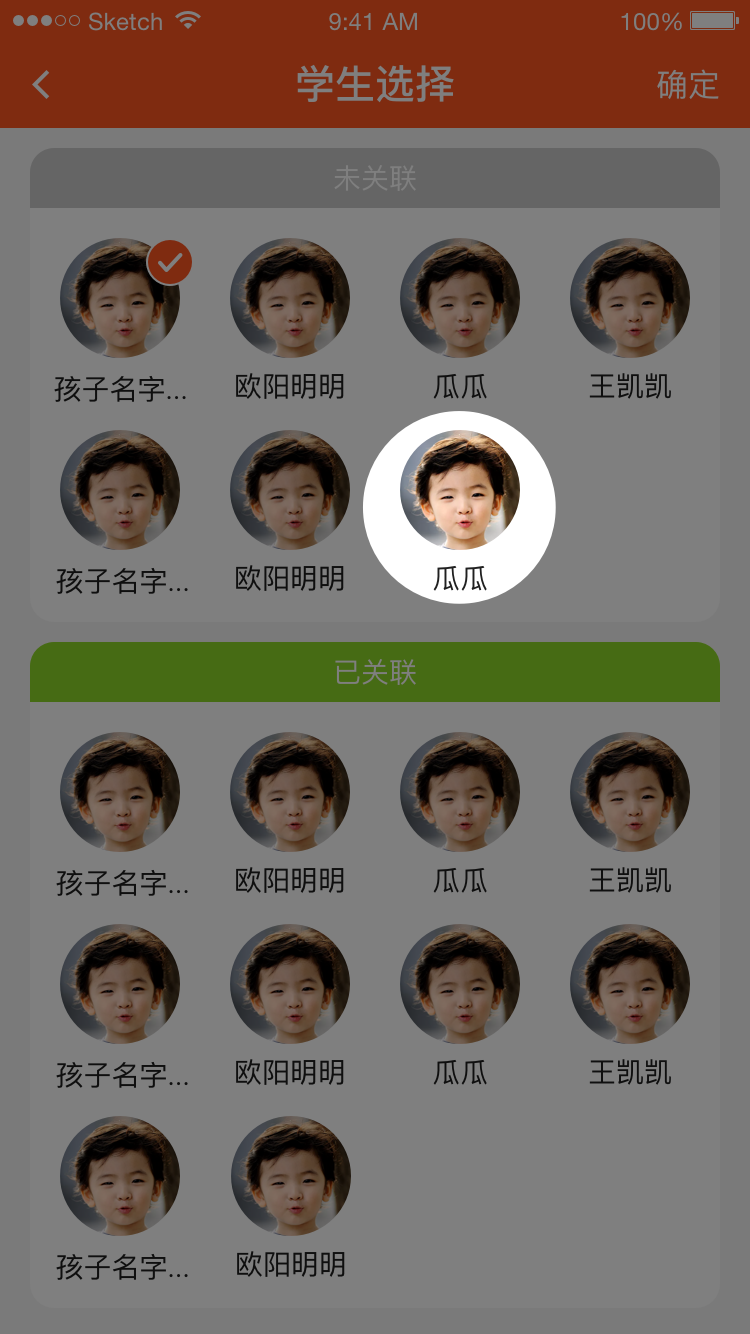 Sketch 9:41 AM 100%
学生选择 确定
未关联
孩子名字... 欧阳明明 瓜瓜 王凯凯
孩子名字... 欧阳明明 瓜瓜
已关联
孩子名字... 欧阳明明 瓜瓜 王凯凯
孩子名字... 欧阳明明 瓜瓜 王凯凯
孩子名字... 欧阳明明